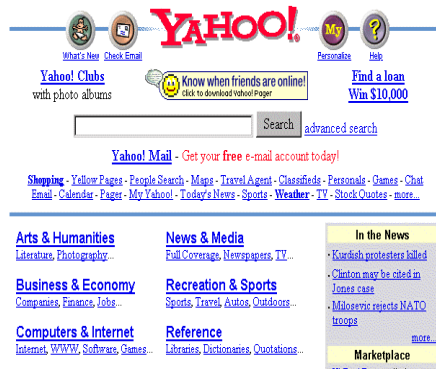 YAHOO!
My
?
What's New Check Email Personalize Help
Yahoo! Clubs
with photo albums
Know when friends are online!
Click to download Yahoo! Pager
Find a loan
Win $10,000
Search advanced search
Yahoo! Mail - Get your free e-mail account today!
Shopping - Yellow Pages - People Search - Maps - Travel Agent - Classifieds - Personals - Games - Chat
Email - Calendar - Pager - My Yahoo! - Today's News - Sports - Weather - TV - Stock Quotes - more...
Arts & Humanities
Literature, Photography...
News & Media
Full Coverage, Newspapers, TV...
Business & Economy
Companies, Finance, Jobs...
Recreation & Sports
Sports, Travel, Autos, Outdoors...
Computers & Internet
Internet, WWW, Software, Games...
Reference
Libraries, Dictionaries, Quotations...
In the News
· Kurdish protesters killed
· Clinton may be cited in
Jones case
· Milosevic rejects NATO
troops
more...
Marketplace